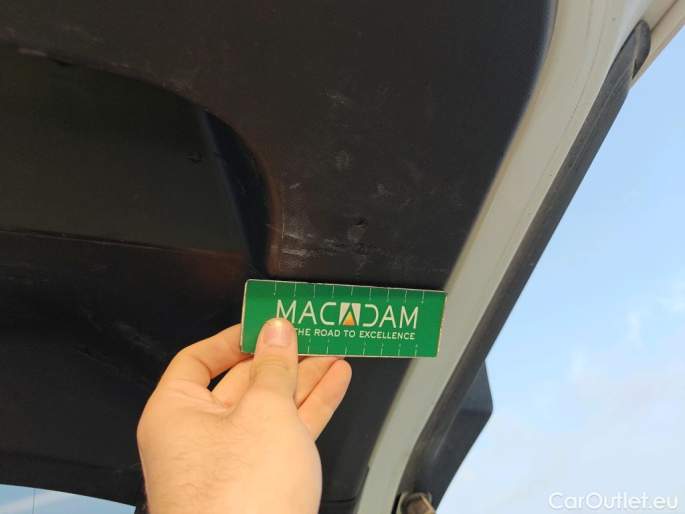 MACADAM
THE ROAD TO EXCELLENCE
CarOutlet.eu